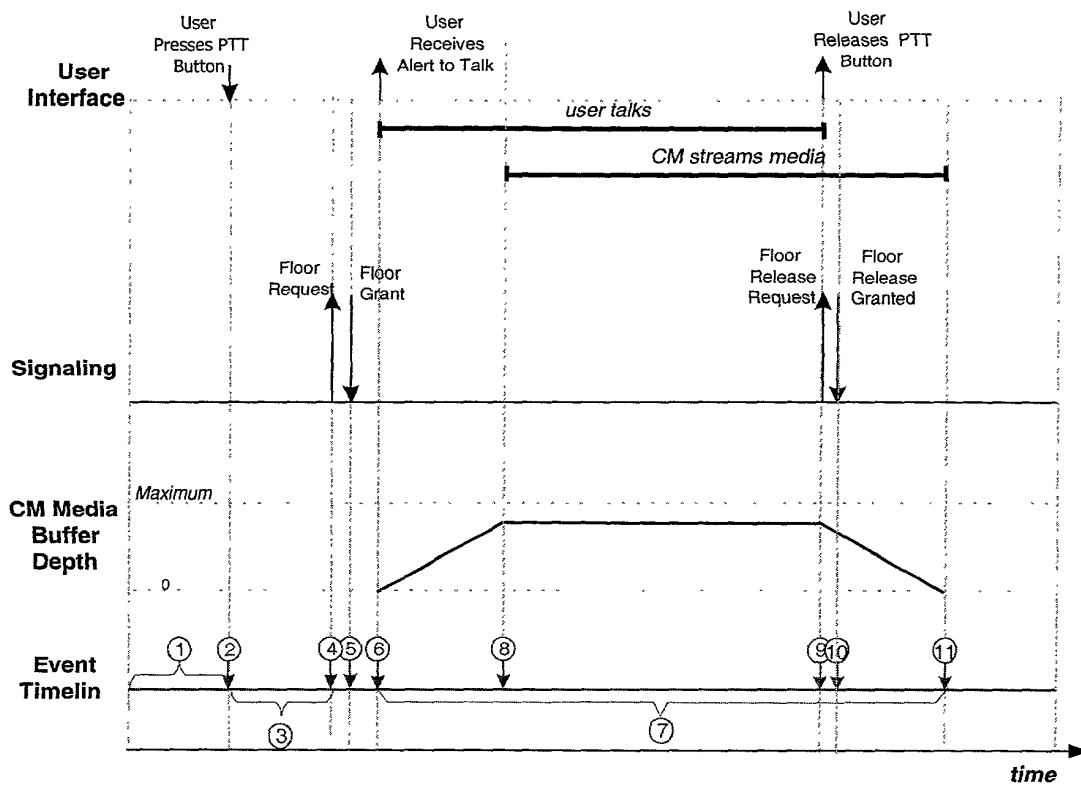 User
Presses PTT
Button
User
Receives
Alert to Talk
User
Releases PTT
Button
User
Interface
user talks
CM streams media
Floor
Request
Floor
Grant
Floor
Release
Request
Floor
Release
Granted
Signaling
Maximum
CM Media
Buffer
Depth
0
1
2
4
5
6
8
9
10
11
Event
Timelin
3
7
time